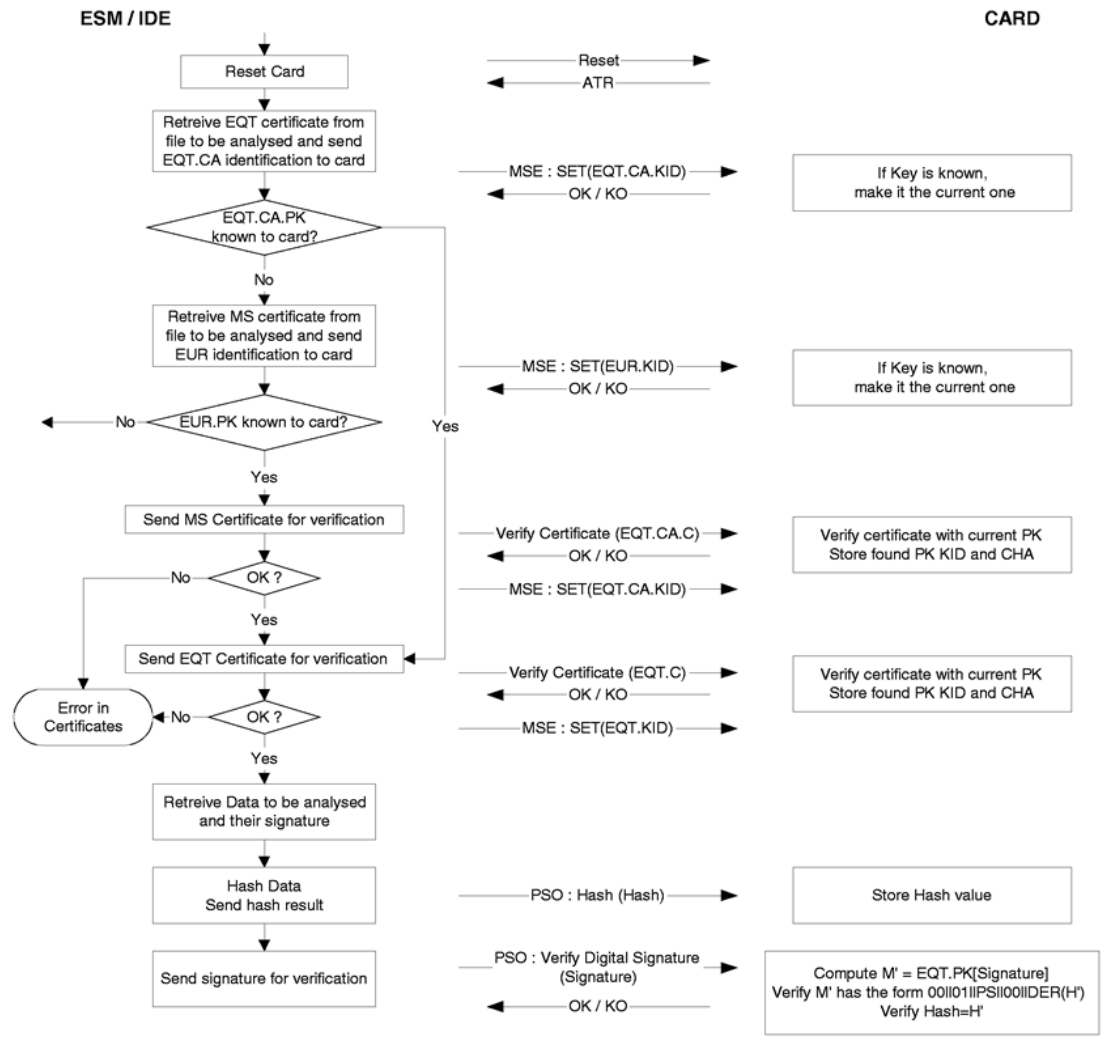 ESM / IDE
CARD
Reset Card
Reset
ATR
Retreive EQT certificate from
file to be analysed and send
EQT.CA identification to card
MSE : SET(EQT.CA.KID)
OK / KO
If Key is known,
make it the current one
EQT.CA.PK
known to card?
No
Retreive MS certificate from
file to be analysed and send
EUR identification to card
MSE : SET(EUR.KID)
OK / KO
If Key is known,
make it the current one
No
EUR.PK known to card?
Yes
Yes
Send MS Certificate for verification
Verify Certificate (EQT.CA.C)
OK / KO
Verify certificate with current PK
Store found PK KID and CHA
No
OK ?
MSE : SET(EQT.CA.KID)
Yes
Send EQT Certificate for verification
Verify Certificate (EQT.C)
OK / KO
Verify certificate with current PK
Store found PK KID and CHA
Error in
Certificates
No
OK ?
MSE : SET(EQT.KID)
Yes
Retreive Data to be analysed
and their signature
Hash Data
Send hash result
PSO : Hash (Hash)
Store Hash value
Send signature for verification
PSO : Verify Digital Signature
(Signature)
OK / KO
Compute M' = EQT.PK[Signature]
Verify M' has the form 00||01||PS||00||DER(H')
Verify Hash=H'